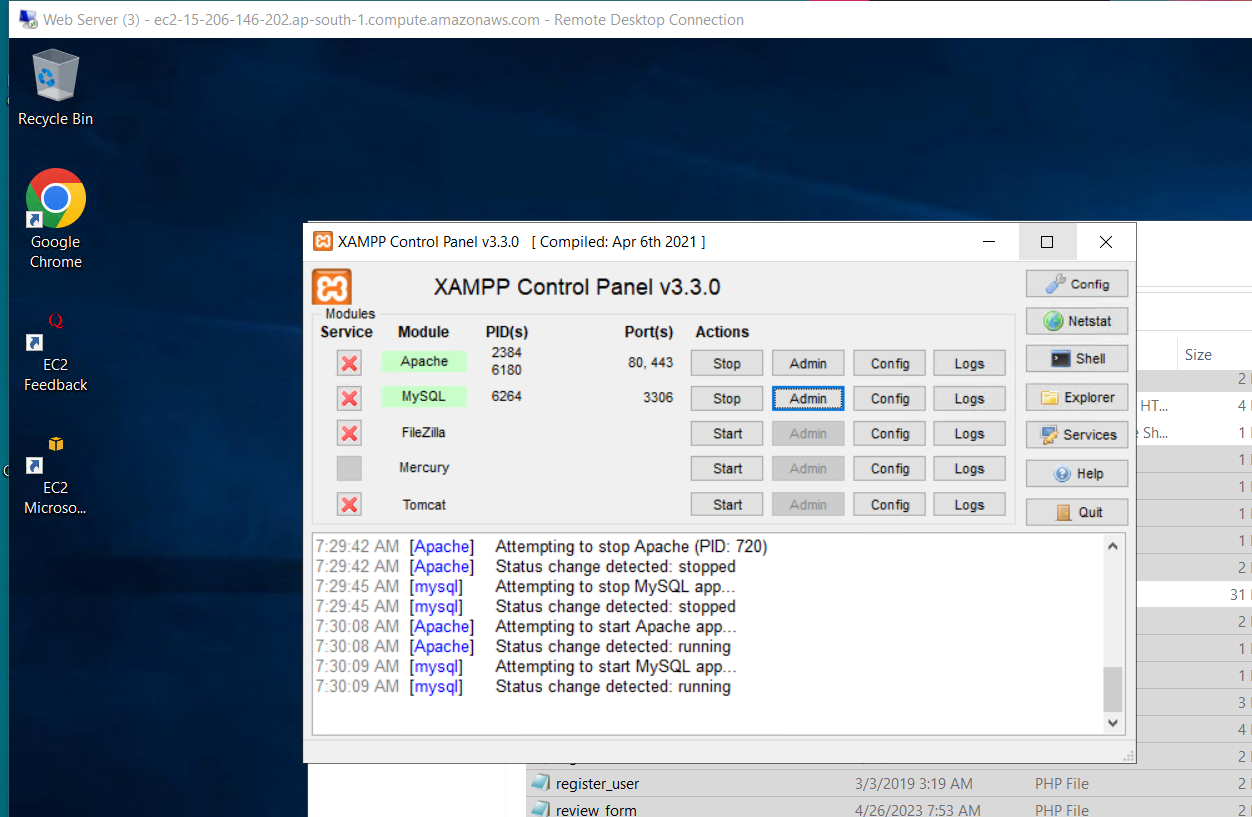 Web Server (3) - ec2-15-206-146-202.ap-south-1.compute.amazonaws.com - Remote Desktop Connection
Recycle Bin
Google
Chrome
EC2
Feedback
EC2
Microso...
XAMPP Control Panel v3.3.0 [ Compiled: Apr 6th 2021 ]
XAMPP Control Panel v3.3.0
Config
Modules
Service Module PID(s) Port(s) Actions
Netstat
Apache 2384 6180 80, 443 Stop Admin Config Logs
Shell
MySQL 6264 3306 Stop Admin Config Logs
Explorer
FileZilla Start Admin Config Logs
Services
Mercury Start Admin Config Logs
Help
Tomcat Start Admin Config Logs
Quit
7:29:42 AM [Apache] Attempting to stop Apache (PID: 720)
7:29:42 AM [Apache] Status change detected: stopped
7:29:45 AM [mysql] Attempting to stop MySQL app...
7:29:45 AM [mysql] Status change detected: stopped
7:30:08 AM [Apache] Attempting to start Apache app...
7:30:08 AM [Apache] Status change detected: running
7:30:09 AM [mysql] Attempting to start MySQL app...
7:30:09 AM [mysql] Status change detected: running
Size
2
HT... 4
Sh... 1
1
1
1
1
2
31
2
1
1
3
4
2
register_user 3/3/2019 3:19 AM PHP File 2
review_form 4/26/2023 7:53 AM PHP File 2